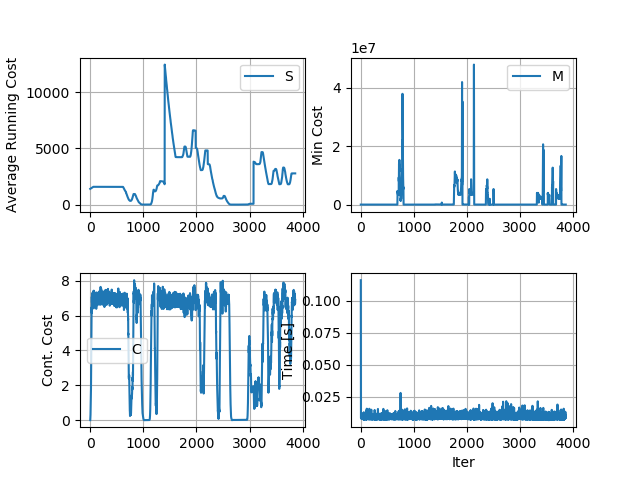 Average Running Cost
10000
5000
0
0 1000 2000 3000 4000
S
1e7
Min Cost
4
2
0
0 1000 2000 3000 4000
M
Cont. Cost
8
6
4
2
0
0 1000 2000 3000 4000
C
Time [s]
0.100
0.075
0.050
0.025
0 1000 2000 3000 4000
Iter